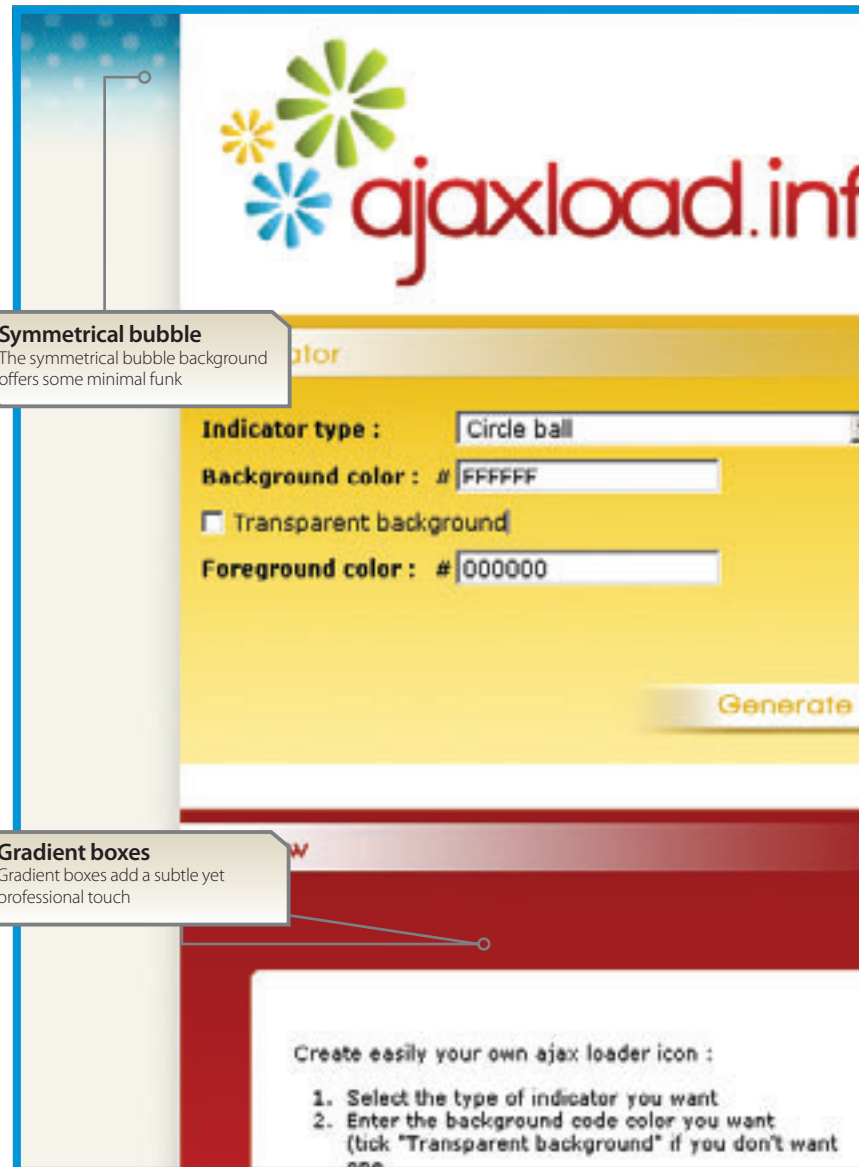 ajaxload.inf
Symmetrical bubble
The symmetrical bubble background
offers some minimal funk
ator
Indicator type : Circle ball
Background color : # FFFFFF
Transparent background
Foreground color : # 000000
Generate
Gradient boxes
Gradient boxes add a subtle yet
professional touch
w
Create easily your own ajax loader icon :
1. Select the type of indicator you want
2. Enter the background code color you want
(tick "Transparent background" if you don't want